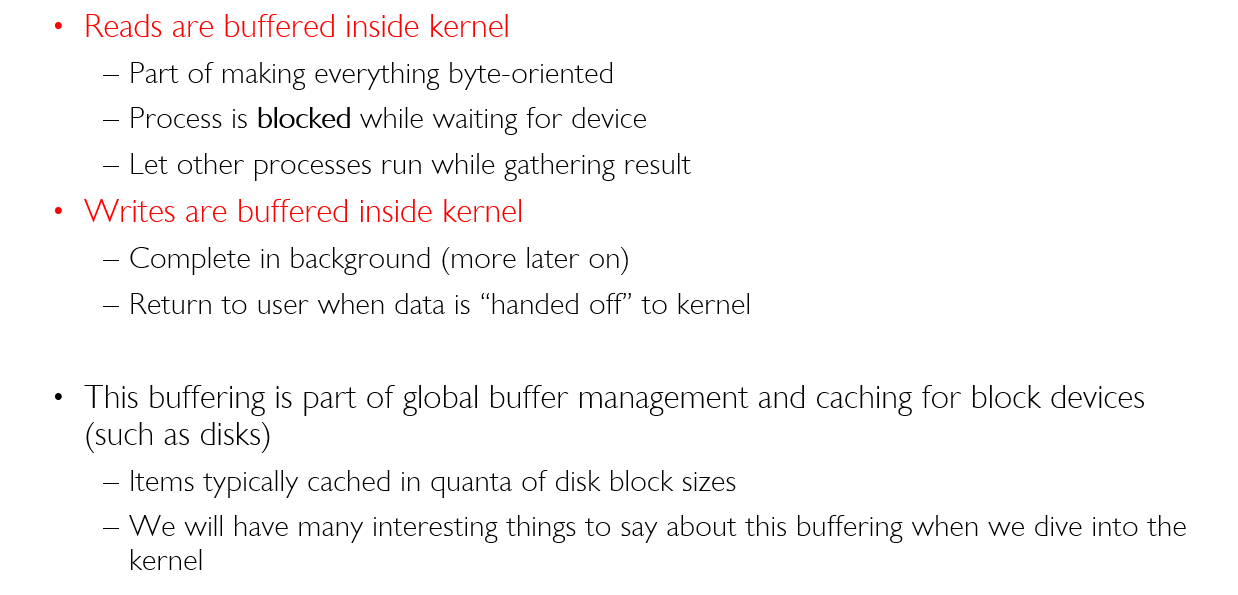 • Reads are buffered inside kernel
– Part of making everything byte-oriented
– Process is blocked while waiting for device
– Let other processes run while gathering result
• Writes are buffered inside kernel
– Complete in background (more later on)
– Return to user when data is “handed off” to kernel
• This buffering is part of global buffer management and caching for block devices
(such as disks)
– Items typically cached in quanta of disk block sizes
– We will have many interesting things to say about this buffering when we dive into the
kernel